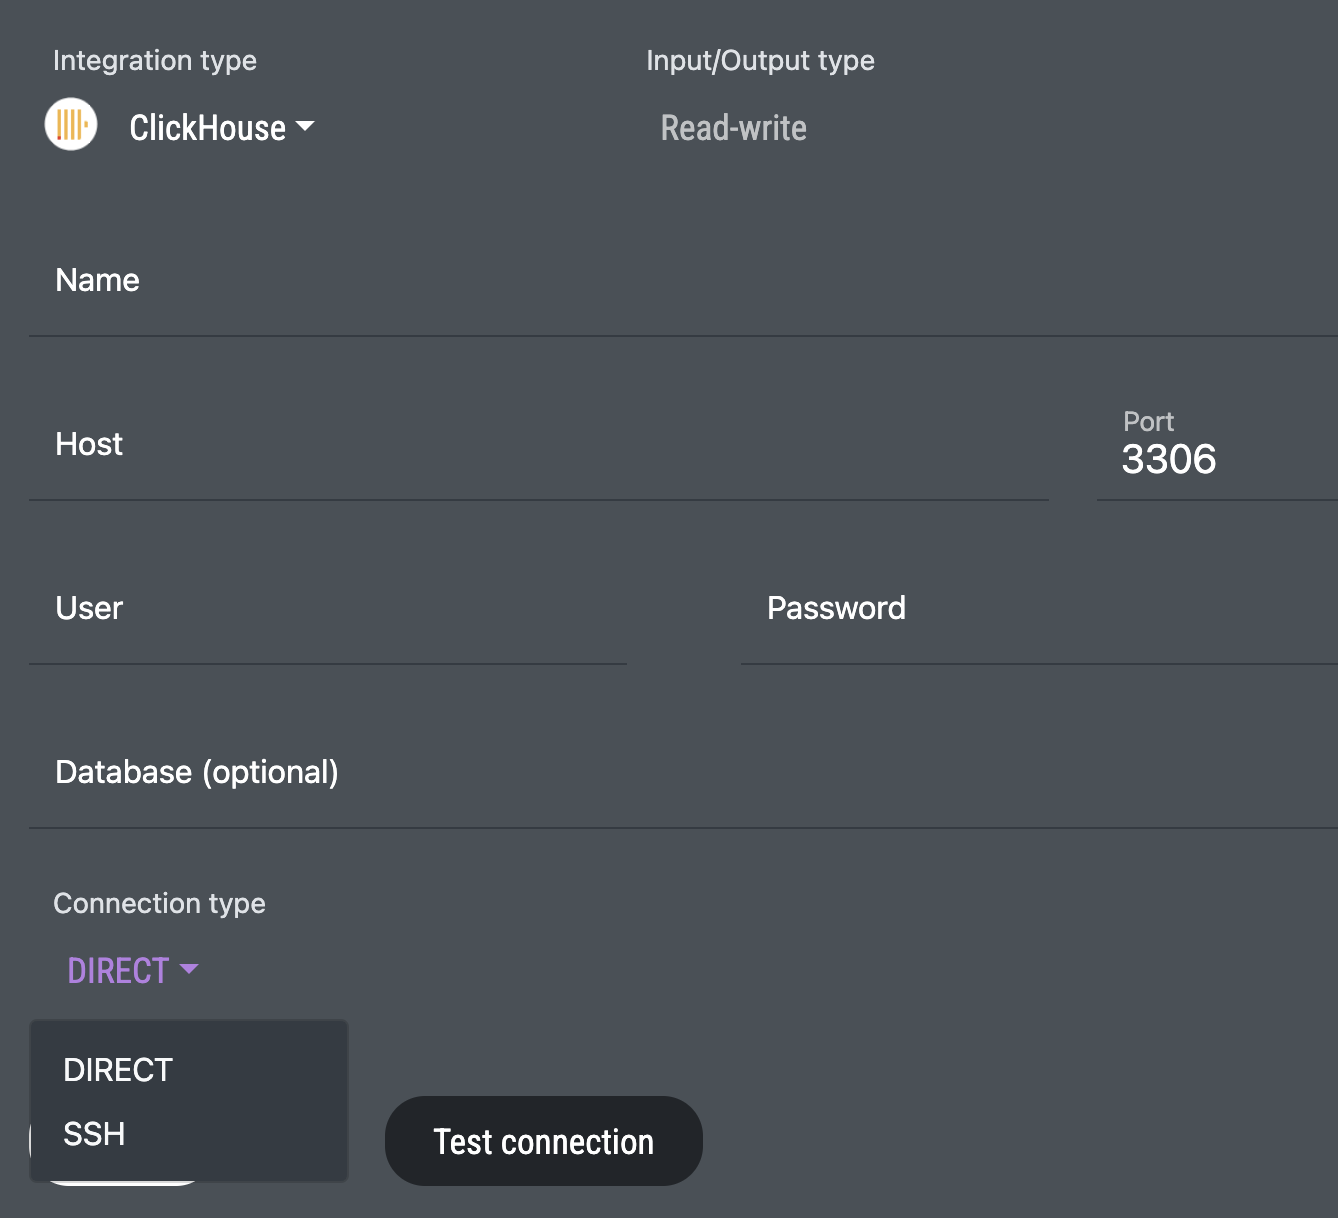 Integration type
Input/Output type
ClickHouse
Read-write
Name
Host
Port
3306
User
Password
Database (optional)
Connection type
DIRECT
DIRECT
SSH
Test connection